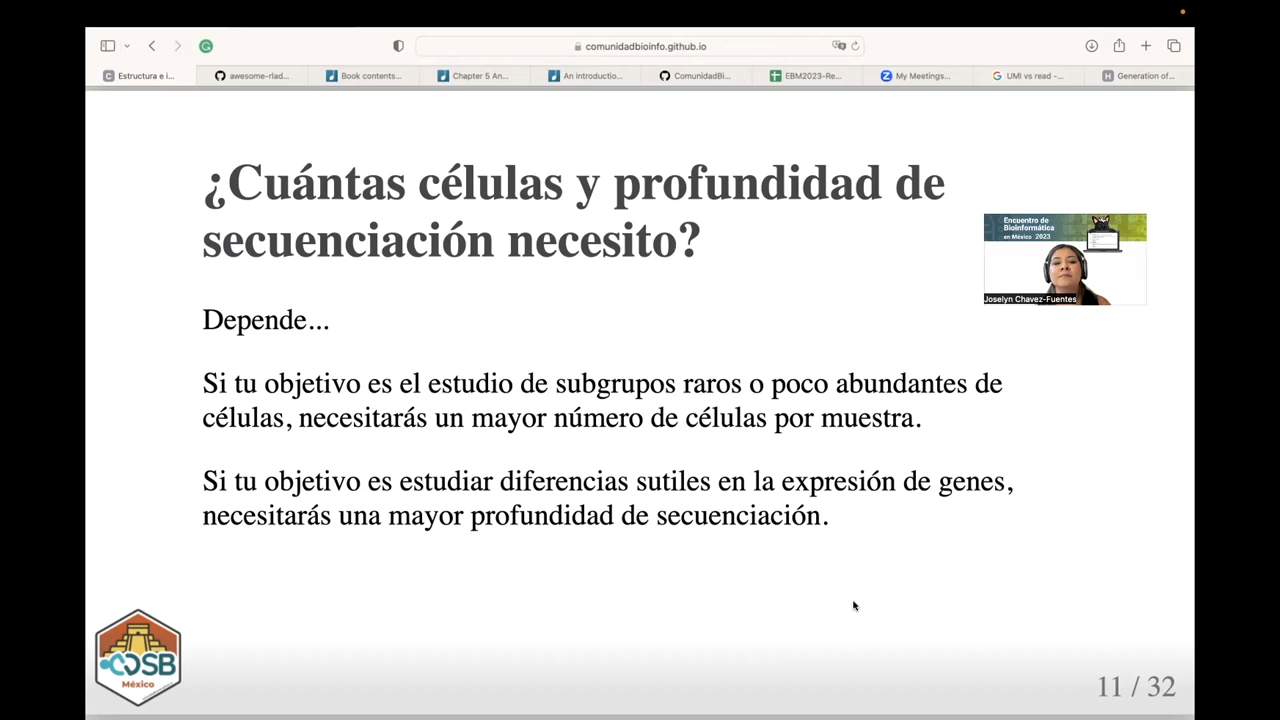 comunidadbioinfo.github.io
Estructura e i...
awesome-rlad...
Book contents...
Chapter 5 An...
An introductio...
ComunidadBi...
EBM2023-Re...
My Meetings...
UMI vs read -...
Generation of...
¿Cuántas células y profundidad de
secuenciación necesito?
Encuentro de
Bioinformática
en México 2023
Joselyn Chavez-Fuentes
Depende...
Si tu objetivo es el estudio de subgrupos raros o poco abundantes de
células, necesitarás un mayor número de células por muestra.
Si tu objetivo es estudiar diferencias sutiles en la expresión de genes,
necesitarás una mayor profundidad de secuenciación.
CDSB
México
11 / 32